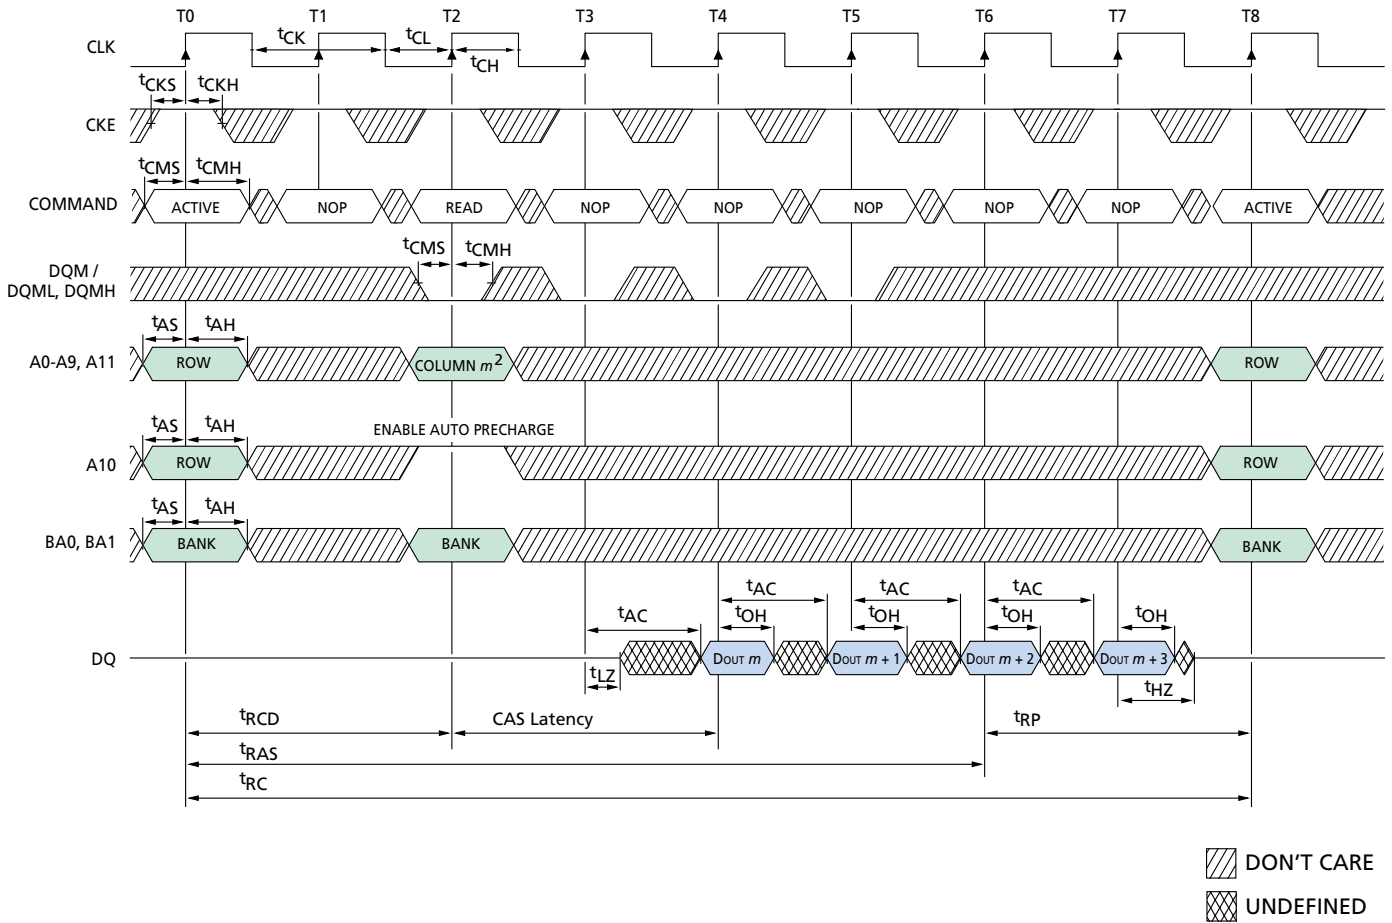 T0 T1 T2 T3 T4 T5 T6 T7 T8
CLK
tCK tCL
tCH
tCKS tCKH
CKE
tCMS tCMH
COMMAND ACTIVE NOP READ NOP NOP NOP NOP NOP ACTIVE
tCMS tCMH
DQM /
DQML, DQMH
tAS tAH
A0-A9, A11 ROW COLUMN m2 ROW
ENABLE AUTO PRECHARGE
tAS tAH
A10 ROW ROW
tAS tAH
BA0, BA1 BANK BANK BANK
tAC tAC tAC
tAC tOH tOH tOH tOH
DQ DOUT m DOUT m + 1 DOUT m + 2 DOUT m + 3
tLZ tHZ
tRCD CAS Latency tRP
tRAS
tRC
DON'T CARE
UNDEFINED